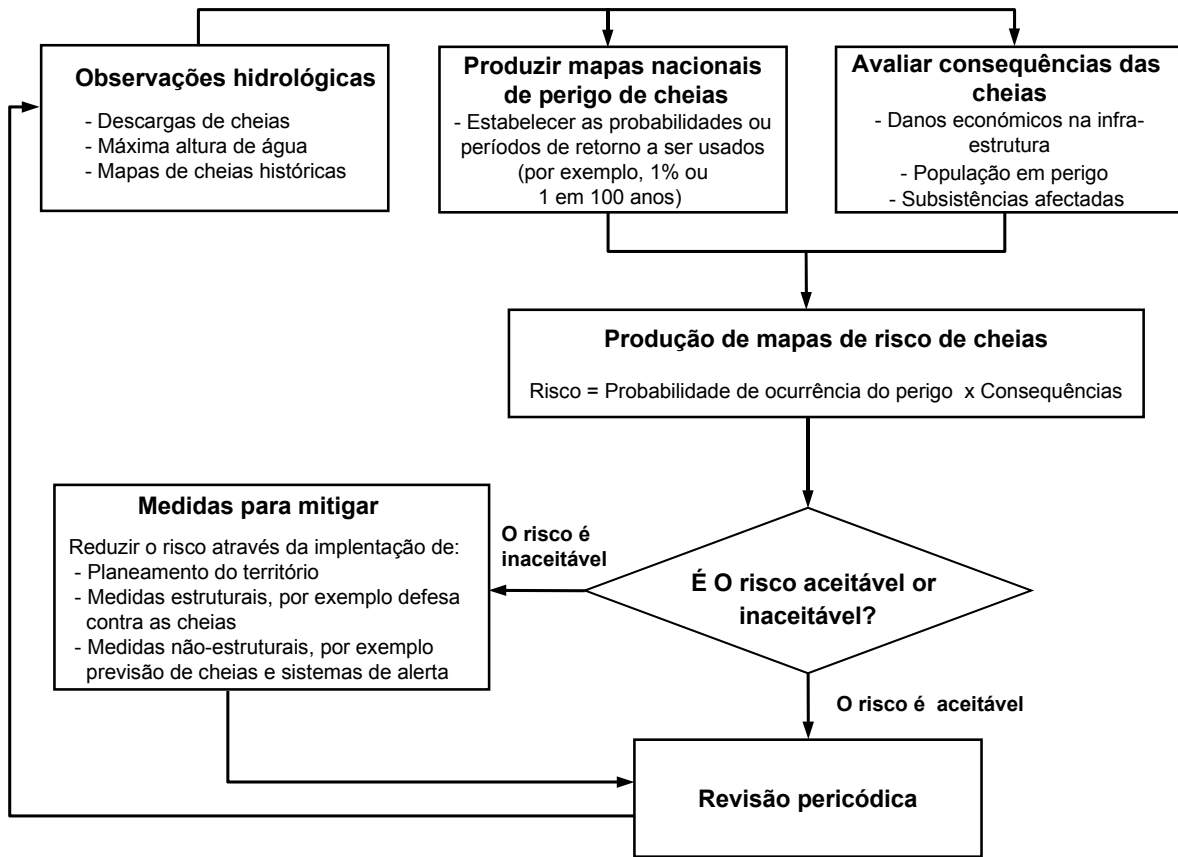 Observações hidrológicas
- Descargas de cheias
- Máxima altura de água
- Mapas de cheias históricas
Produzir mapas nacionais
de perigo de cheias
- Estabelecer as probabilidades ou
períodos de retorno a ser usados
(por exemplo, 1% ou
1 em 100 anos)
Avaliar consequências das
cheias
- Danos económicos na infra-
estrutura
- População em perigo
- Subsistências afectadas
Produção de mapas de risco de cheias
Risco = Probabilidade de ocurrência do perigo x Consequências
Medidas para mitigar
Reduzir o risco através da implentação de:
- Planeamento do território
- Medidas estruturais, por exemplo defesa
contra as cheias
- Medidas não-estruturais, por exemplo
previsão de cheias e sistemas de alerta
O risco é
inaceitável
É O risco aceitável or
inaceitável?
O risco é aceitável
Revisão pericódica